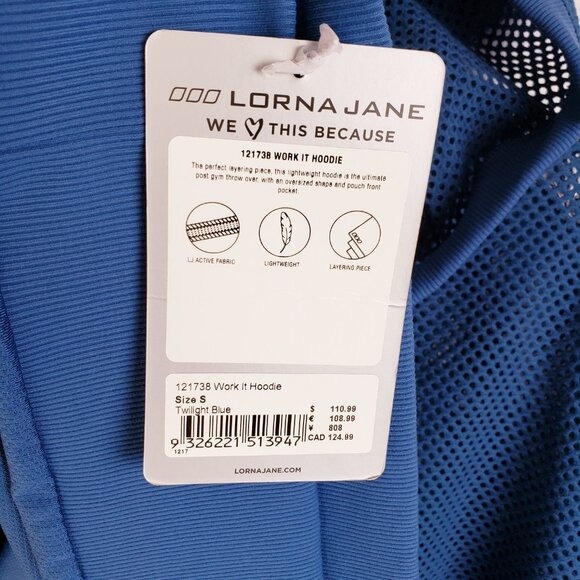 LORNA JANE
WE THIS BECAUSE
121738 WORK IT HOODIE
The perfect layering piece, this lightweight hoodie is the ultimate
post gym throw over, with an oversized shape and pouch front
pocket
LJ ACTIVE FABRIC
LIGHTWEIGHT
LAYERING PIECE
121738 Work It Hoodie
Size S
Twilight Blue
$ 110.99
€ 108.99
¥ 808
CAD 124.99
9 326221 513947
1217
LORNAJANE.COM